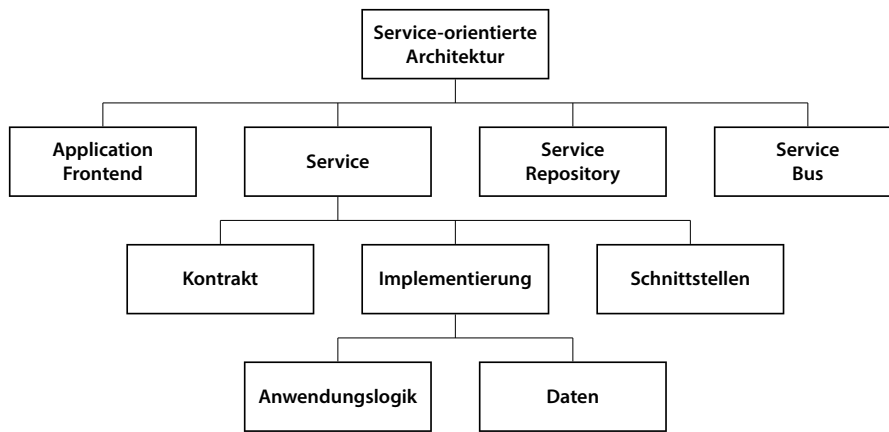 Service-orientierte
Architektur
Application
Frontend
Service
Service
Repository
Service
Bus
Kontrakt
Implementierung
Schnittstellen
Anwendungslogik
Daten